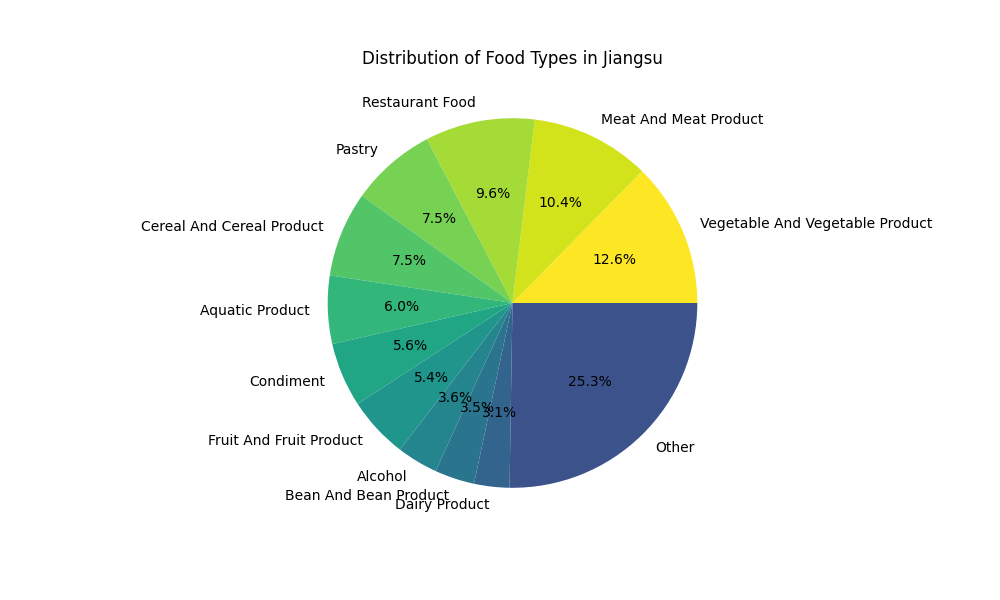 Distribution of Food Types in Jiangsu
Restaurant Food
Meat And Meat Product
Pastry
9.6%
10.4%
7.5%
Vegetable And Vegetable Product
Cereal And Cereal Product
12.6%
7.5%
Aquatic Product
6.0%
5.6%
Condiment
5.4%
25.3%
3.6%
3.5%
3.1%
Fruit And Fruit Product
Other
Alcohol
Bean And Bean Product
Dairy Product